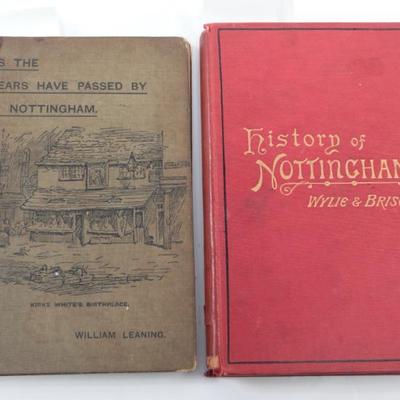 S THE
EARS HAVE PASSED BY
NOTTINGHAM.
KIRKE WHITE'S BIRTHPLACE.
WILLIAM LEANING.
History of
NOTTINGHAM
WYLIE & BRISC